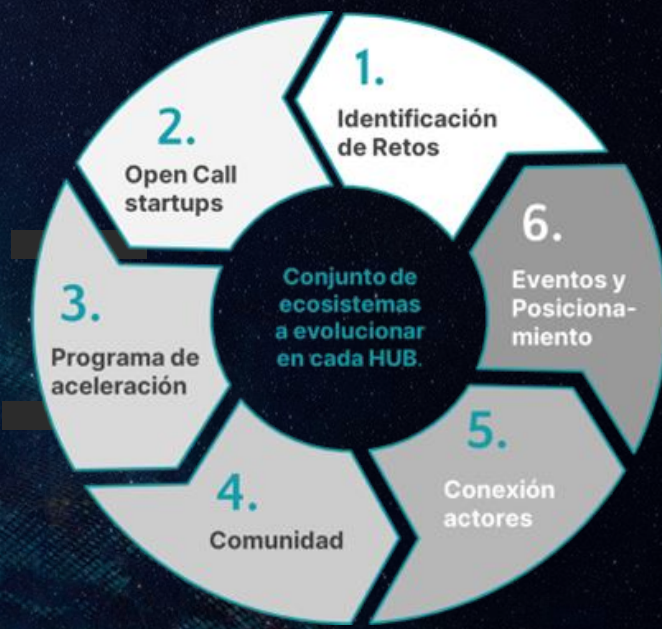 1.
Identificación
de Retos
2.
Open Call
startups
3.
Programa de
aceleración
4.
Comunidad
5.
Conexión
actores
6.
Eventos y
Posiciona-
miento
Conjunto de
ecosistemas
a evolucionar
en cada HUB.